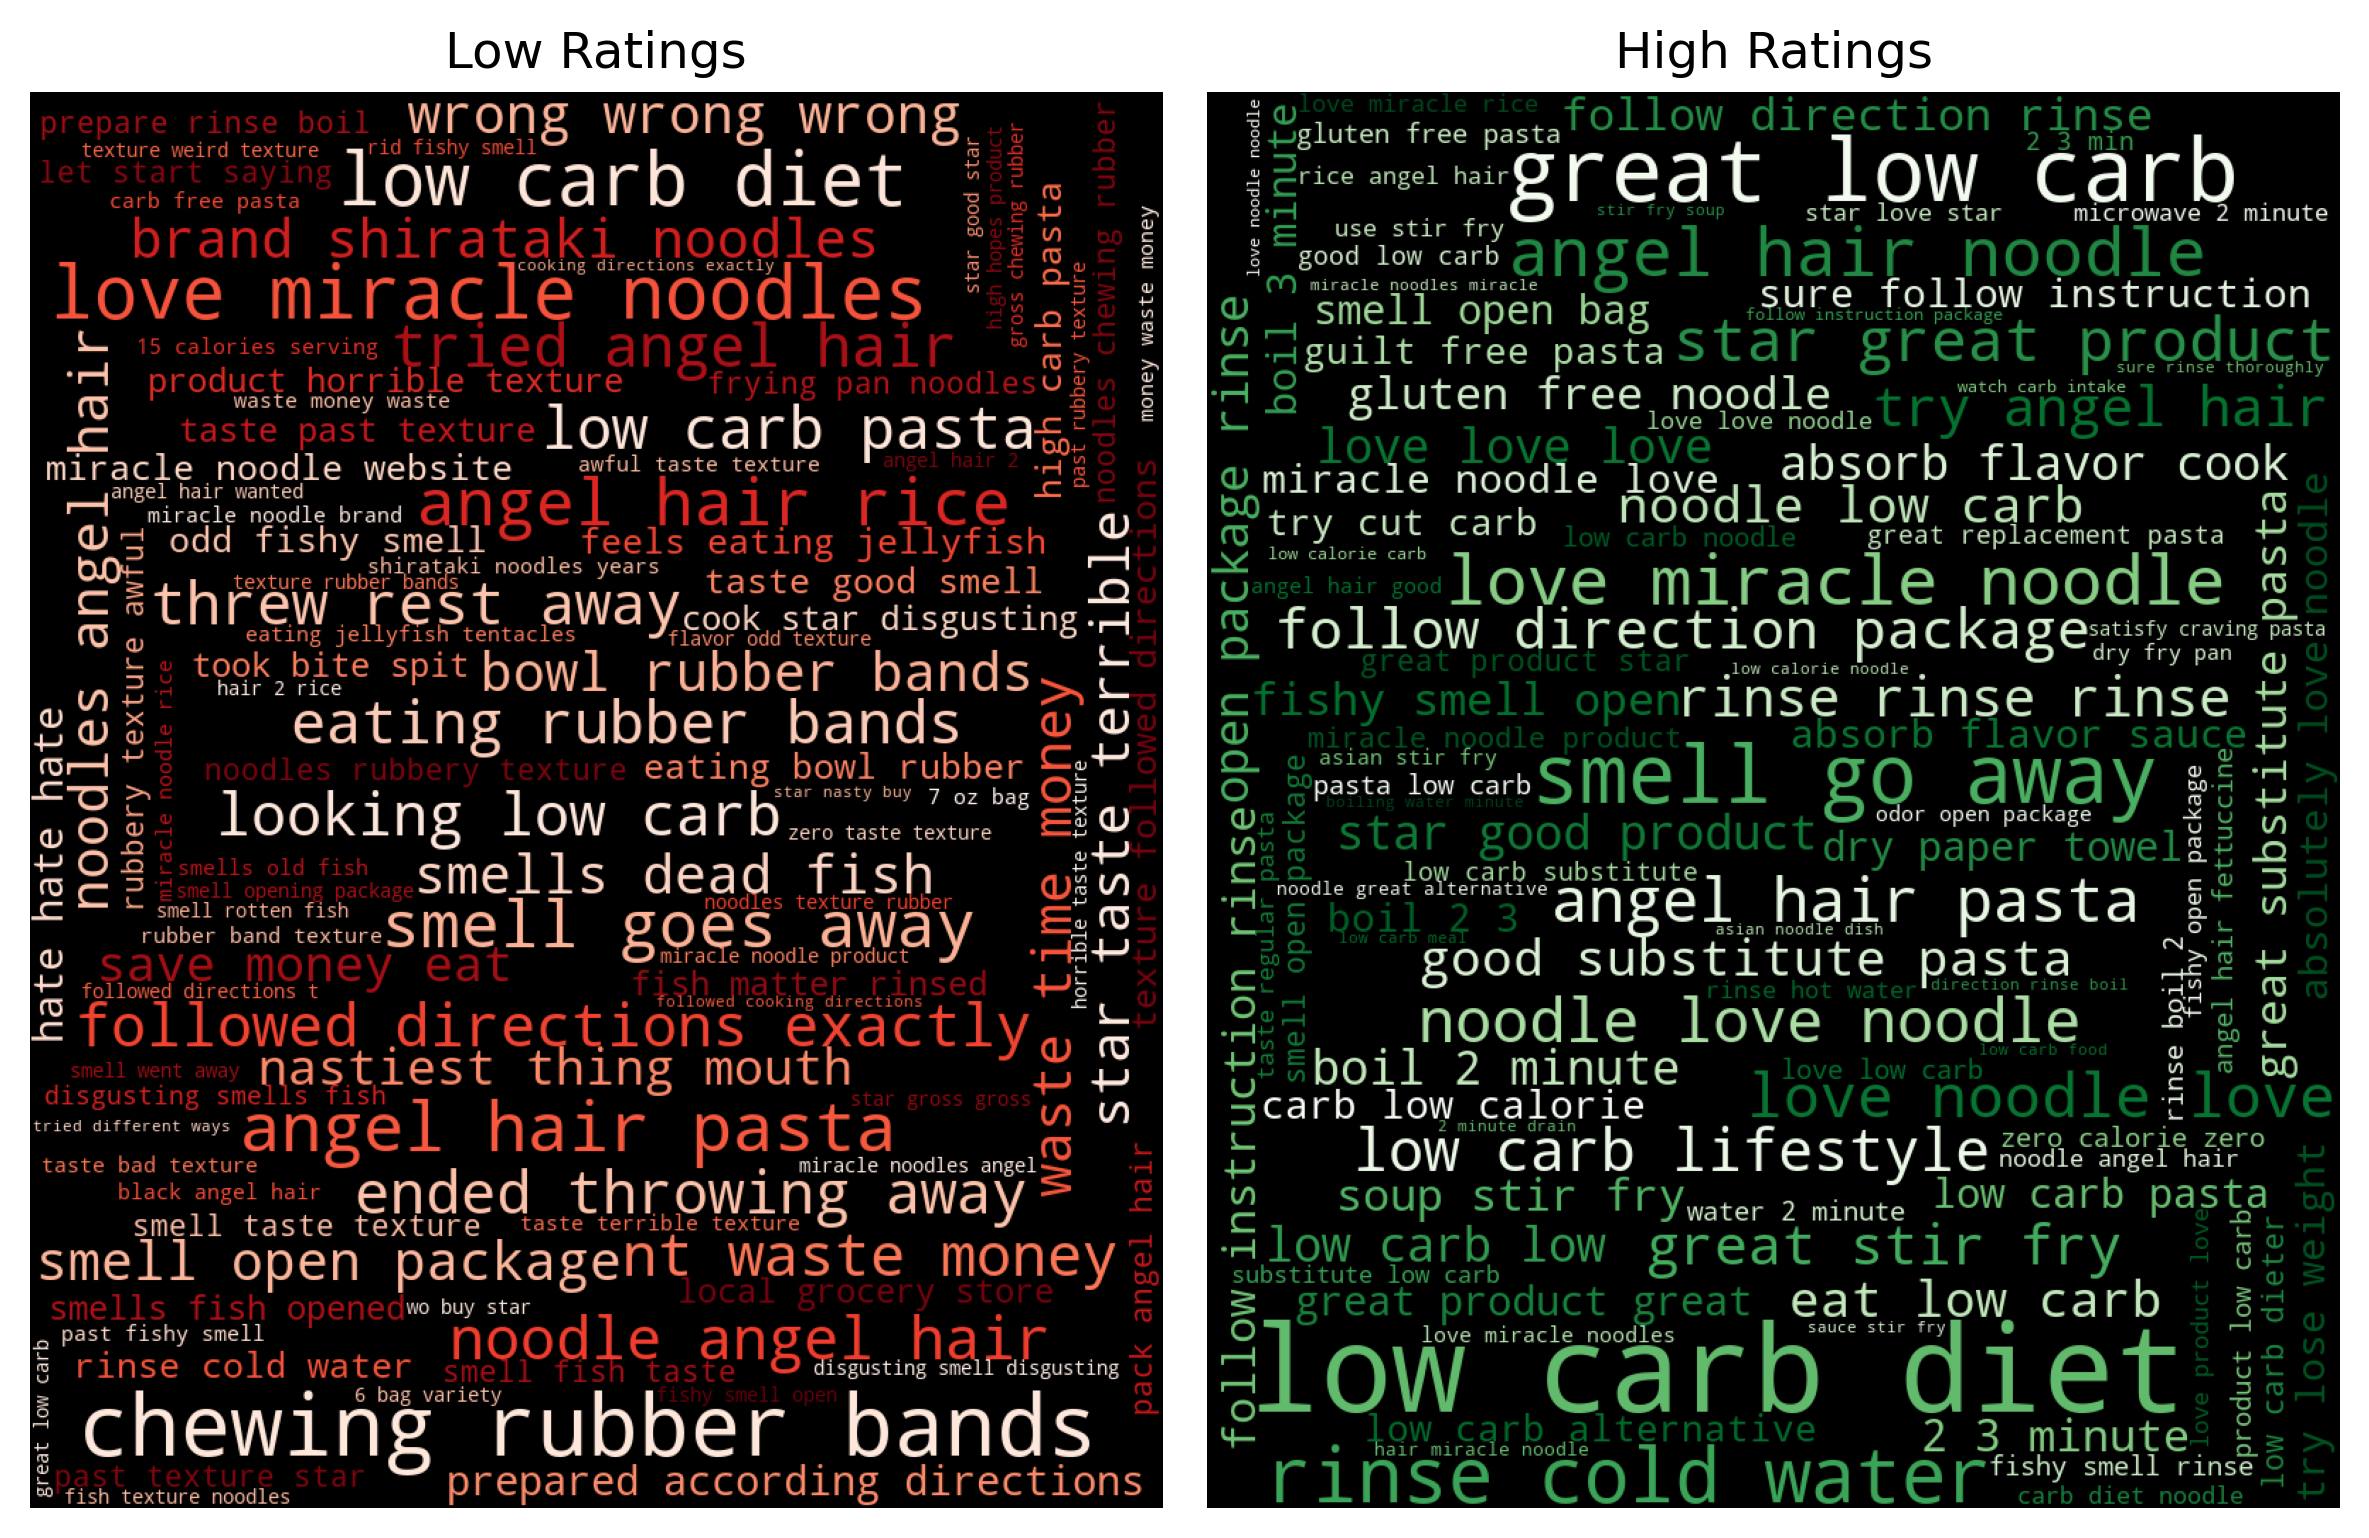 Low Ratings
prepare rinse boil
wrong wrong wrong
texture weird texture
rid fishy smell
let start saying
low carb diet
carb free pasta
brand shirataki noodles
cooking directions exactly
love miracle noodles
star good star
high hopes product
gross chewing rubber
high carb pasta
past rubbery texture
noodles chewing rubber
money waste money
15 calories serving
tried angel hair
product horrible texture
frying pan noodles
waste money waste
taste past texture
low carb pasta
miracle noodle website
awful taste texture
angel hair 2
angel hair wanted
miracle noodle brand
angel hair rice
odd fishy smell
feels eating jellyfish
shirataki noodles years
texture rubber bands
taste good smell
threw rest away
cook star disgusting
eating jellyfish tentacles
flavor odd texture
took bite spit
bowl rubber bands
hair 2 rice
eating rubber bands
noodles angel hair
rubbery texture awful
miracle noodle rice
hate hate hate
noodles rubbery texture
eating bowl rubber
star nasty buy
7 oz bag
looking low carb
zero taste texture
smells old fish
smells dead fish
smell opening package
noodles texture rubber
smell rotten fish
smell goes away
rubber band texture
miracle noodle product
save money eat
fish matter rinsed
followed directions t
followed cooking directions
followed directions exactly
waste time money
horrible taste texture
star taste terrible
texture followed directions
smell went away
nastiest thing mouth
disgusting smells fish
star gross gross
tried different ways
angel hair pasta
taste bad texture
miracle noodles angel
black angel hair
ended throwing away
smell taste texture
taste terrible texture
smell open package
nt waste money
local grocery store
smells fish opened
wo buy star
past fishy smell
noodle angel hair
pack angel hair
rinse cold water
smell fish taste
disgusting smell disgusting
great low carb
6 bag variety
fishy smell open
chewing rubber bands
past texture star
prepared according directions
fish texture noodles
High Ratings
love noodle noodle
boil 3 minute
love miracle rice
follow direction rinse
gluten free pasta
2 3 min
great low carb
rice angel hair
stir fry soup
star love star
microwave 2 minute
use stir fry
angel hair noodle
good low carb
miracle noodles miracle
sure follow instruction
smell open bag
follow instruction package
guilt free pasta
star great product
sure rinse thoroughly
gluten free noodle
watch carb intake
try angel hair
love love noodle
love love love
miracle noodle love
absorb flavor cook
noodle low carb
try cut carb
low carb noodle
great replacement pasta
low calorie carb
angel hair good
love miracle noodle
follow direction package
satisfy craving pasta
dry fry pan
great product star
low calorie noodle
fishy smell open
rinse rinse rinse
open package rinse
miracle noodle product
absorb flavor sauce
asian stir fry
pasta low carb
smell go away
boiling water minute
odor open package
star good product
dry paper towel
low carb substitute
noodle great alternative
angel hair pasta
boil 2 3
asian noodle dish
low carb meal
good substitute pasta
taste regular pasta
smell open package
rinse boil 2
fishy open package
angel hair fettuccine
great substitute pasta
absolutely love noodle
rinse hot water
direction rinse boil
noodle love noodle
boil 2 minute
low carb food
love low carb
carb low calorie
love noodle love
2 minute drain
low carb lifestyle
zero calorie zero
noodle angel hair
soup stir fry
low carb pasta
water 2 minute
low carb low
great stir fry
substitute low carb
great product great
eat low carb
follow instruction rinse
love miracle noodles
sauce stir fry
low carb diet
love product love
product low carb
low carb dieter
try lose weight
low carb alternative
2 3 minute
hair miracle noodle
rinse cold water
fishy smell rinse
carb diet noodle